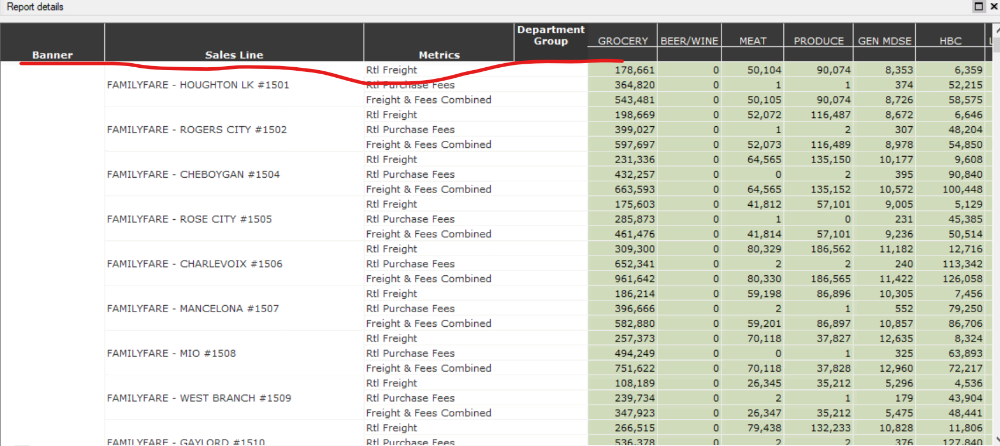 Report details
Department
Group GROCERY BEER/WINE MEAT PRODUCE GEN MDSE HBC
Banner Sales Line Metrics
Rtl Freight 178,661 0 50,104 90,074 8,353 6,359
FAMILYFARE - HOUGHTON LK #1501 Rtl Purchase Fees 364,820 0 1 1 374 52,215
Freight & Fees Combined 543,481 0 50,105 90,074 8,726 58,575
Rtl Freight 198,669 0 52,072 116,487 8,672 6,646
FAMILYFARE - ROGERS CITY #1502 Rtl Purchase Fees 399,027 0 1 2 307 48,204
Freight & Fees Combined 597,697 0 52,073 116,489 8,978 54,850
Rtl Freight 231,336 0 64,565 135,150 10,177 9,608
FAMILYFARE - CHEBOYGAN #1504 Rtl Purchase Fees 432,257 0 0 2 395 90,840
Freight & Fees Combined 663,593 0 64,565 135,152 10,572 100,448
Rtl Freight 175,603 0 41,812 57,101 9,005 5,129
FAMILYFARE - ROSE CITY #1505 Rtl Purchase Fees 285,873 0 1 0 231 45,385
Freight & Fees Combined 461,476 0 41,814 57,101 9,236 50,514
Rtl Freight 309,300 0 80,329 186,562 11,182 12,716
FAMILYFARE - CHARLEVOIX #1506 Rtl Purchase Fees 652,341 0 2 2 240 113,342
Freight & Fees Combined 961,642 0 80,330 186,565 11,422 126,058
Rtl Freight 186,214 0 59,198 86,896 10,305 7,456
FAMILYFARE - MANCELONA #1507 Rtl Purchase Fees 396,666 0 2 1 552 79,250
Freight & Fees Combined 582,880 0 59,201 86,897 10,857 86,706
Rtl Freight 257,373 0 70,118 37,827 12,635 8,324
FAMILYFARE - MIO #1508 Rtl Purchase Fees 494,249 0 0 1 325 63,893
Freight & Fees Combined 751,622 0 70,118 37,828 12,960 72,217
Rtl Freight 108,189 0 26,345 35,212 5,296 4,536
FAMILYFARE - WEST BRANCH #1509 Rtl Purchase Fees 239,734 0 2 1 179 43,904
Freight & Fees Combined 347,923 0 26,347 35,212 5,475 48,441
Rtl Freight 266,515 0 79,438 132,233 10,828 11,806
FAMILYFARE - GAYLORD #1510 Rtl Purchase Fees 536,378 0 2 2 376 127,840